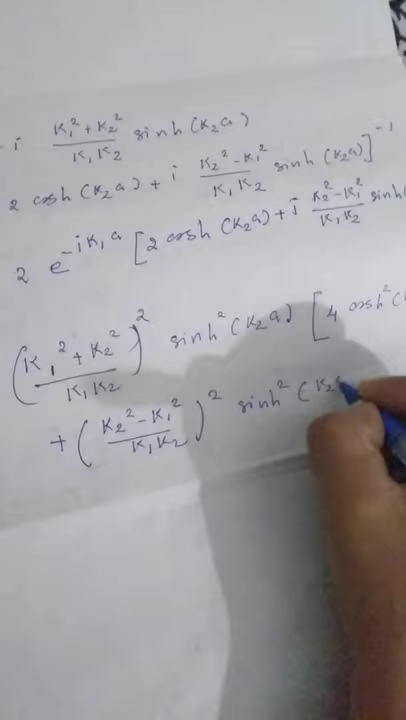 - i K₁² + K₂² / K₁K₂ sinh (K₂a)
2 cosh (K₂a) + i K₂² - K₁² / K₁K₂ sinh (K₂a)]⁻¹
2 e^-iK₁a [2 cosh (K₂a) + i K₂² - K₁² / K₁K₂ sinh
(K₁² + K₂² / K₁K₂)² sinh² (K₂a) [4 cosh² (
+ (K₂² - K₁² / K₁K₂)² sinh² (K₂